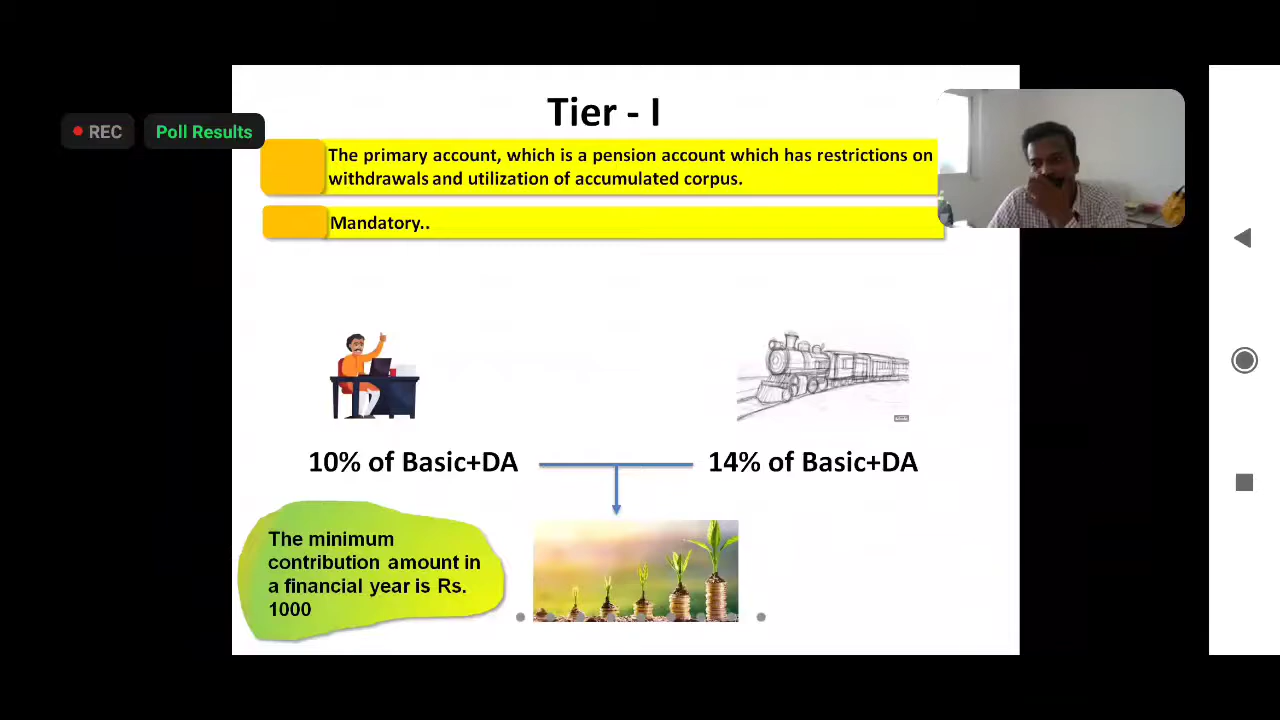 Tier - I
REC
Poll Results
The primary account, which is a pension account which has restrictions on
withdrawals and utilization of accumulated corpus.
Mandatory..
10% of Basic+DA
14% of Basic+DA
The minimum
contribution amount in
a financial year is Rs.
1000